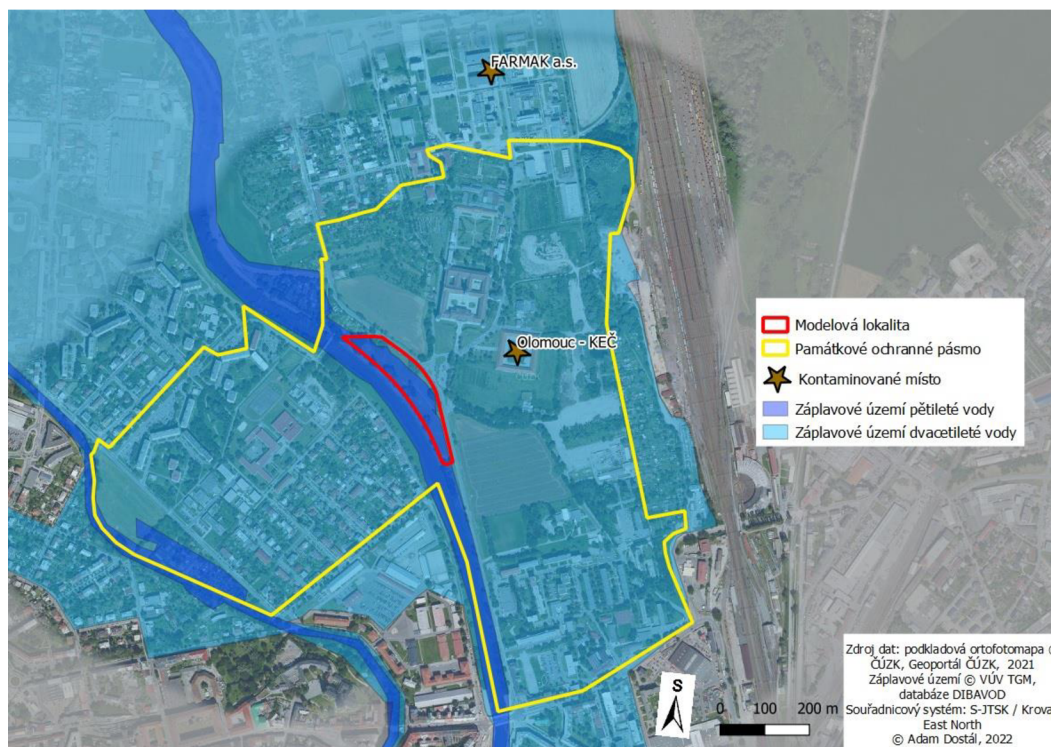 FARMAK a.s.
Olomouc - KEČ
Modelová lokalita
Památkové ochranné pásmo
Kontaminované místo
Záplavové území pětileté vody
Záplavové území dvacetileté vody
S
0 100 200 m
Zdroj dat: podkladová ortofotomapa ©
ČÚZK, Geoportál ČÚZK, 2021
Záplavové území © VÚV TGM,
databáze DIBAVOD
Souřadnicový systém: S-JTSK / Krova
East North
© Adam Dostál, 2022